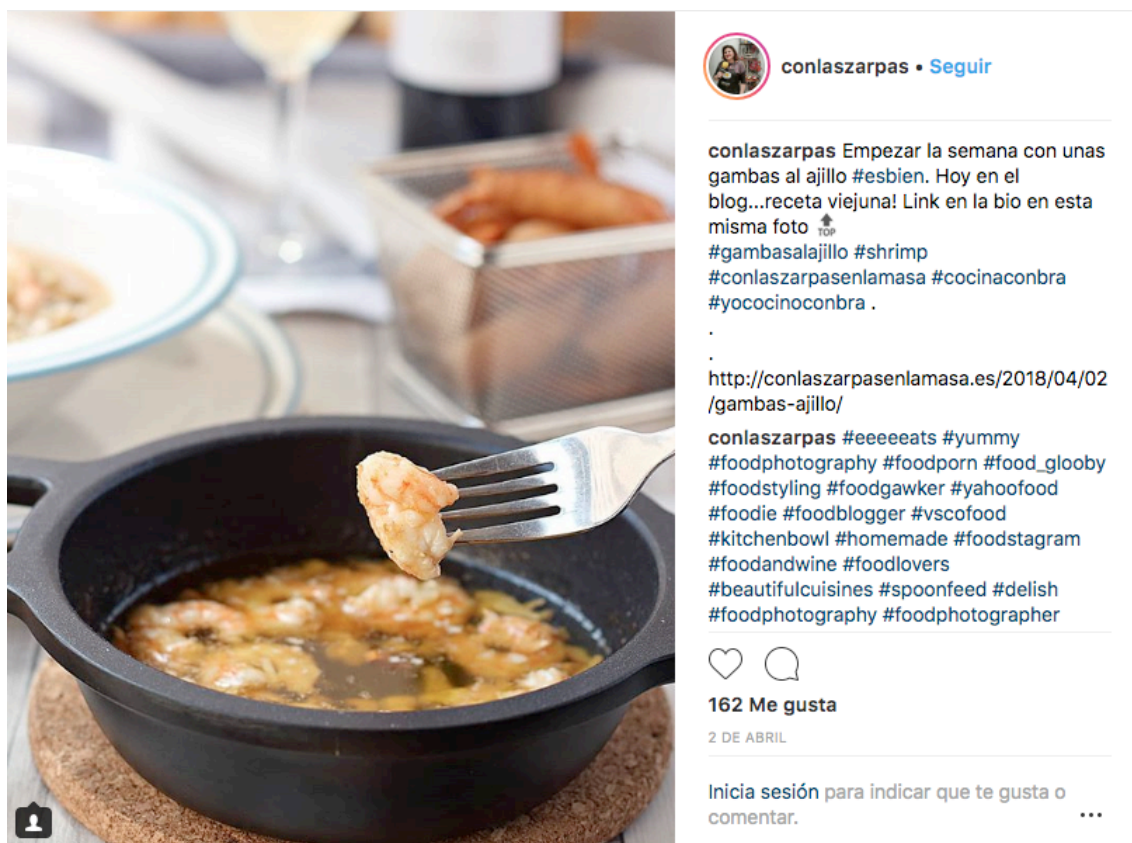 conlaszarpas • Seguir
conlaszarpas Empezar la semana con unas
gambas al ajillo #esbien. Hoy en el
blog...receta viejuna! Link en la bio en esta
misma foto 🔝
#gambasalajillo #shrimp
#conlaszarpasenlamasa #cocinaconbra
#yococinoconbra .
.
.
http://conlaszarpasenlamasa.es/2018/04/02
/gambas-ajillo/
conlaszarpas #eeeeeats #yummy
#foodphotography #foodporn #food_glooby
#foodstyling #foodgawker #yahoofood
#foodie #foodblogger #vscofood
#kitchenbowl #homemade #foodstagram
#foodandwine #foodlovers
#beautifulcuisines #spoonfeed #delish
#foodphotography #foodphotographer
162 Me gusta
2 DE ABRIL
Inicia sesión para indicar que te gusta o
comentar.